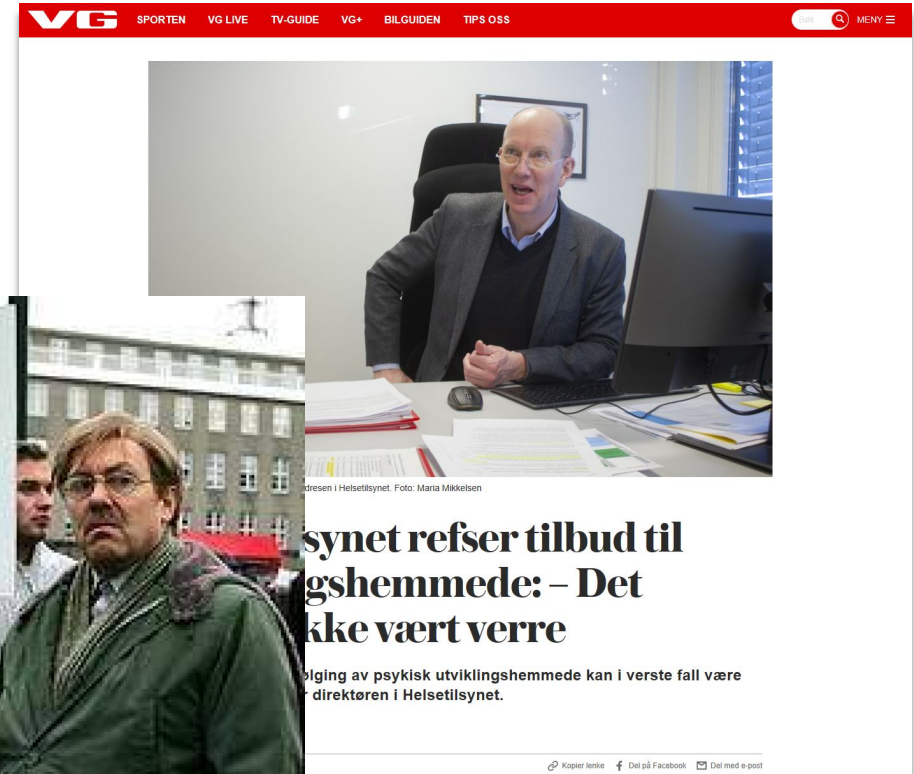 VG SPORTEN VG LIVE TV-GUIDE VG+ BILGUIDEN TIPS OSS Søk MENY
i Helsetilsynet. Foto: Maria Mikkelsen
synet refser tilbud til
gshemmede: – Det
kke vært verre
lging av psykisk utviklingshemmede kan i verste fall være
direktøren i Helsetilsynet.
Kopier lenke Del på Facebook Del med e-post